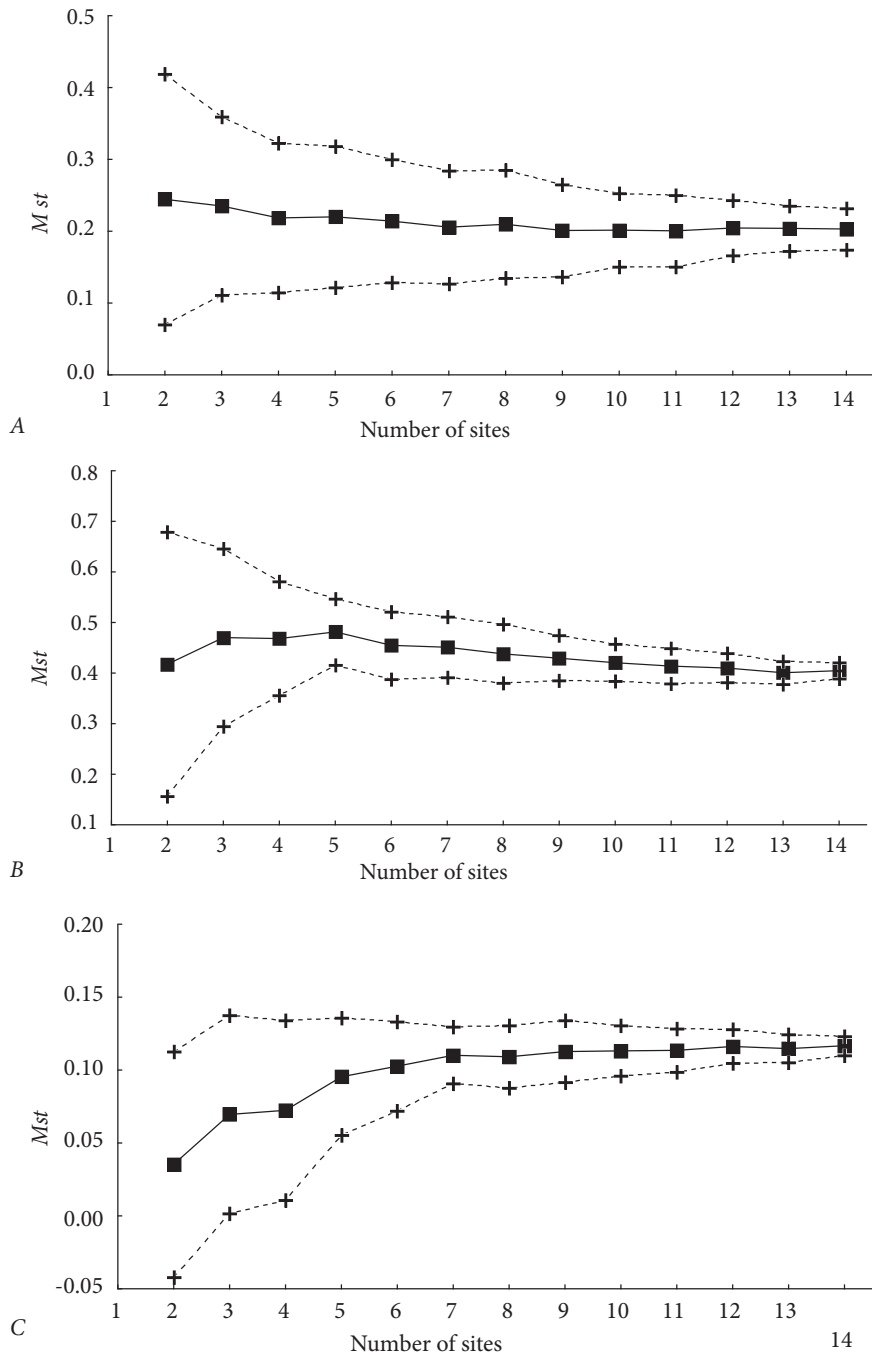 0.5
0.4
0.3
M st
0.2
0.1
0.0
1 2 3 4 5 6 7 8 9 10 11 12 13 14
A
Number of sites
0.8
0.7
0.6
0.5
Mst
0.4
0.3
0.2
0.1
1 2 3 4 5 6 7 8 9 10 11 12 13 14
B
Number of sites
0.20
0.15
0.10
Mst
0.05
0.00
-0.05
1 2 3 4 5 6 7 8 9 10 11 12 13
C
Number of sites 14